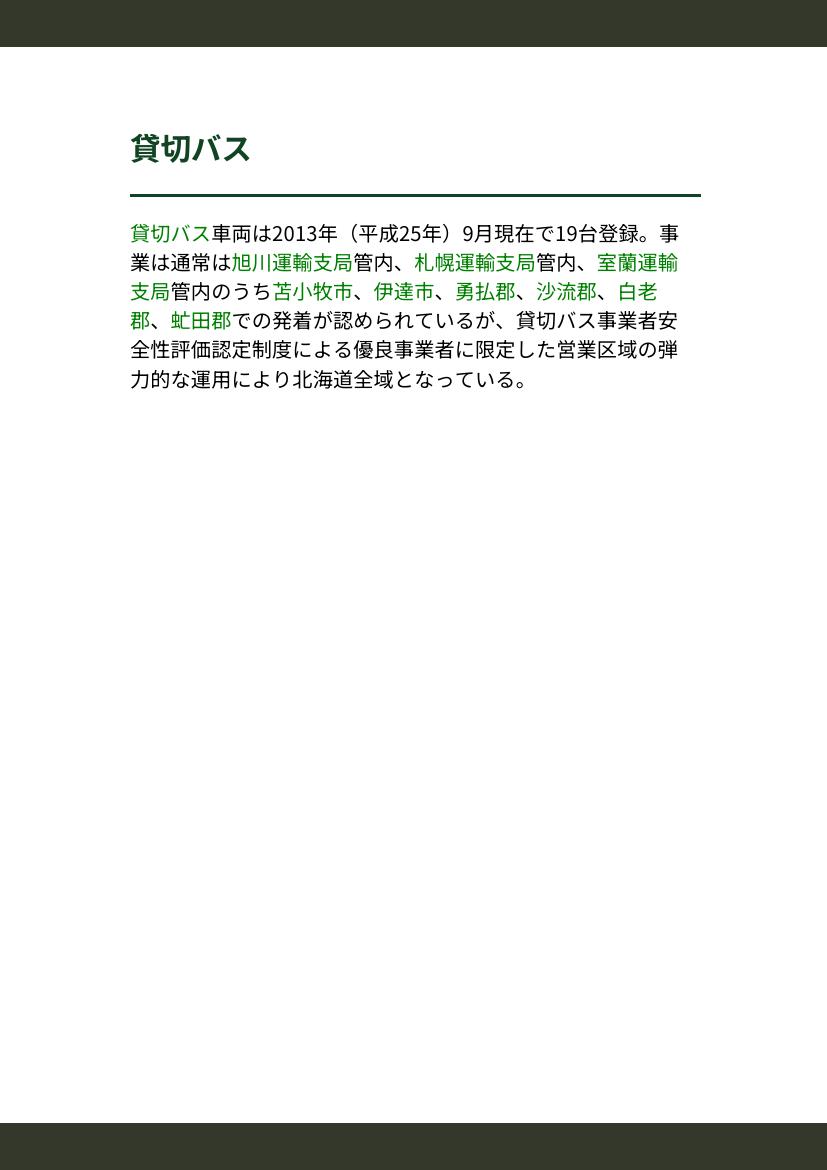 貸切バス
貸切バス車両は2013年（平成25年）9月現在で19台登録。事
業は通常は旭川運輸支局管内、札幌運輸支局管内、室蘭運輸
支局管内のうち苫小牧市、伊達市、勇払郡、沙流郡、白老
郡、虻田郡での発着が認められているが、貸切バス事業者安
全性評価認定制度による優良事業者に限定した営業区域の弾
力的な運用により北海道全域となっている。